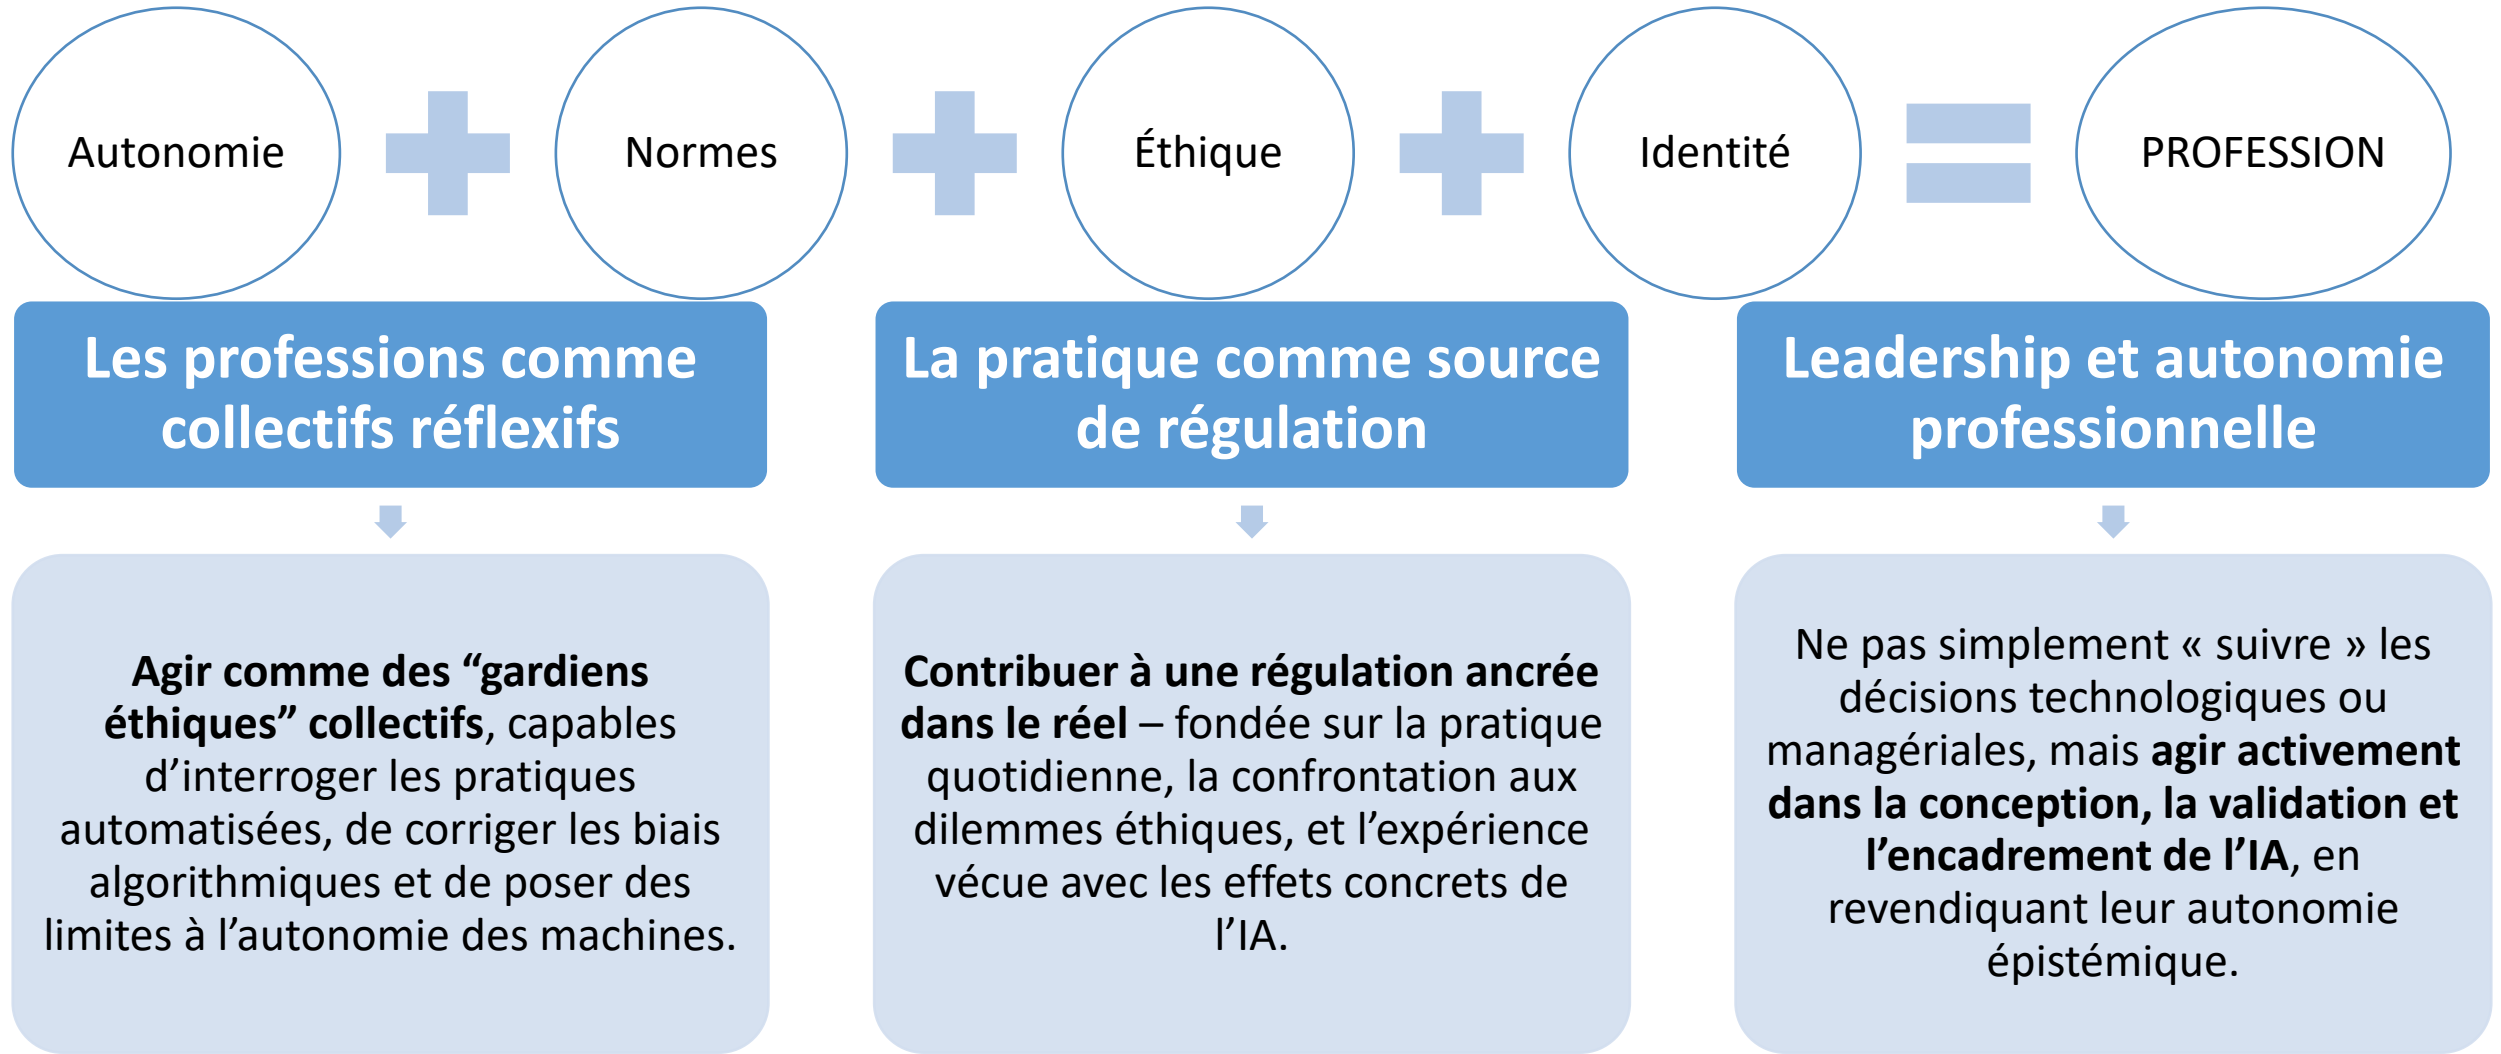 Autonomie
Normes
Éthique
Identité
PROFESSION
Les professions comme
collectifs réflexifs
La pratique comme source
de régulation
Leadership et autonomie
professionnelle
Agir comme des “gardiens
éthiques” collectifs, capables
d’interroger les pratiques
automatisées, de corriger les biais
algorithmiques et de poser des
limites à l’autonomie des machines.
Contribuer à une régulation ancrée
dans le réel – fondée sur la pratique
quotidienne, la confrontation aux
dilemmes éthiques, et l’expérience
vécue avec les effets concrets de
l’IA.
Ne pas simplement « suivre » les
décisions technologiques ou
managériales, mais agir activement
dans la conception, la validation et
l’encadrement de l’IA, en
revendiquant leur autonomie
épistémique.